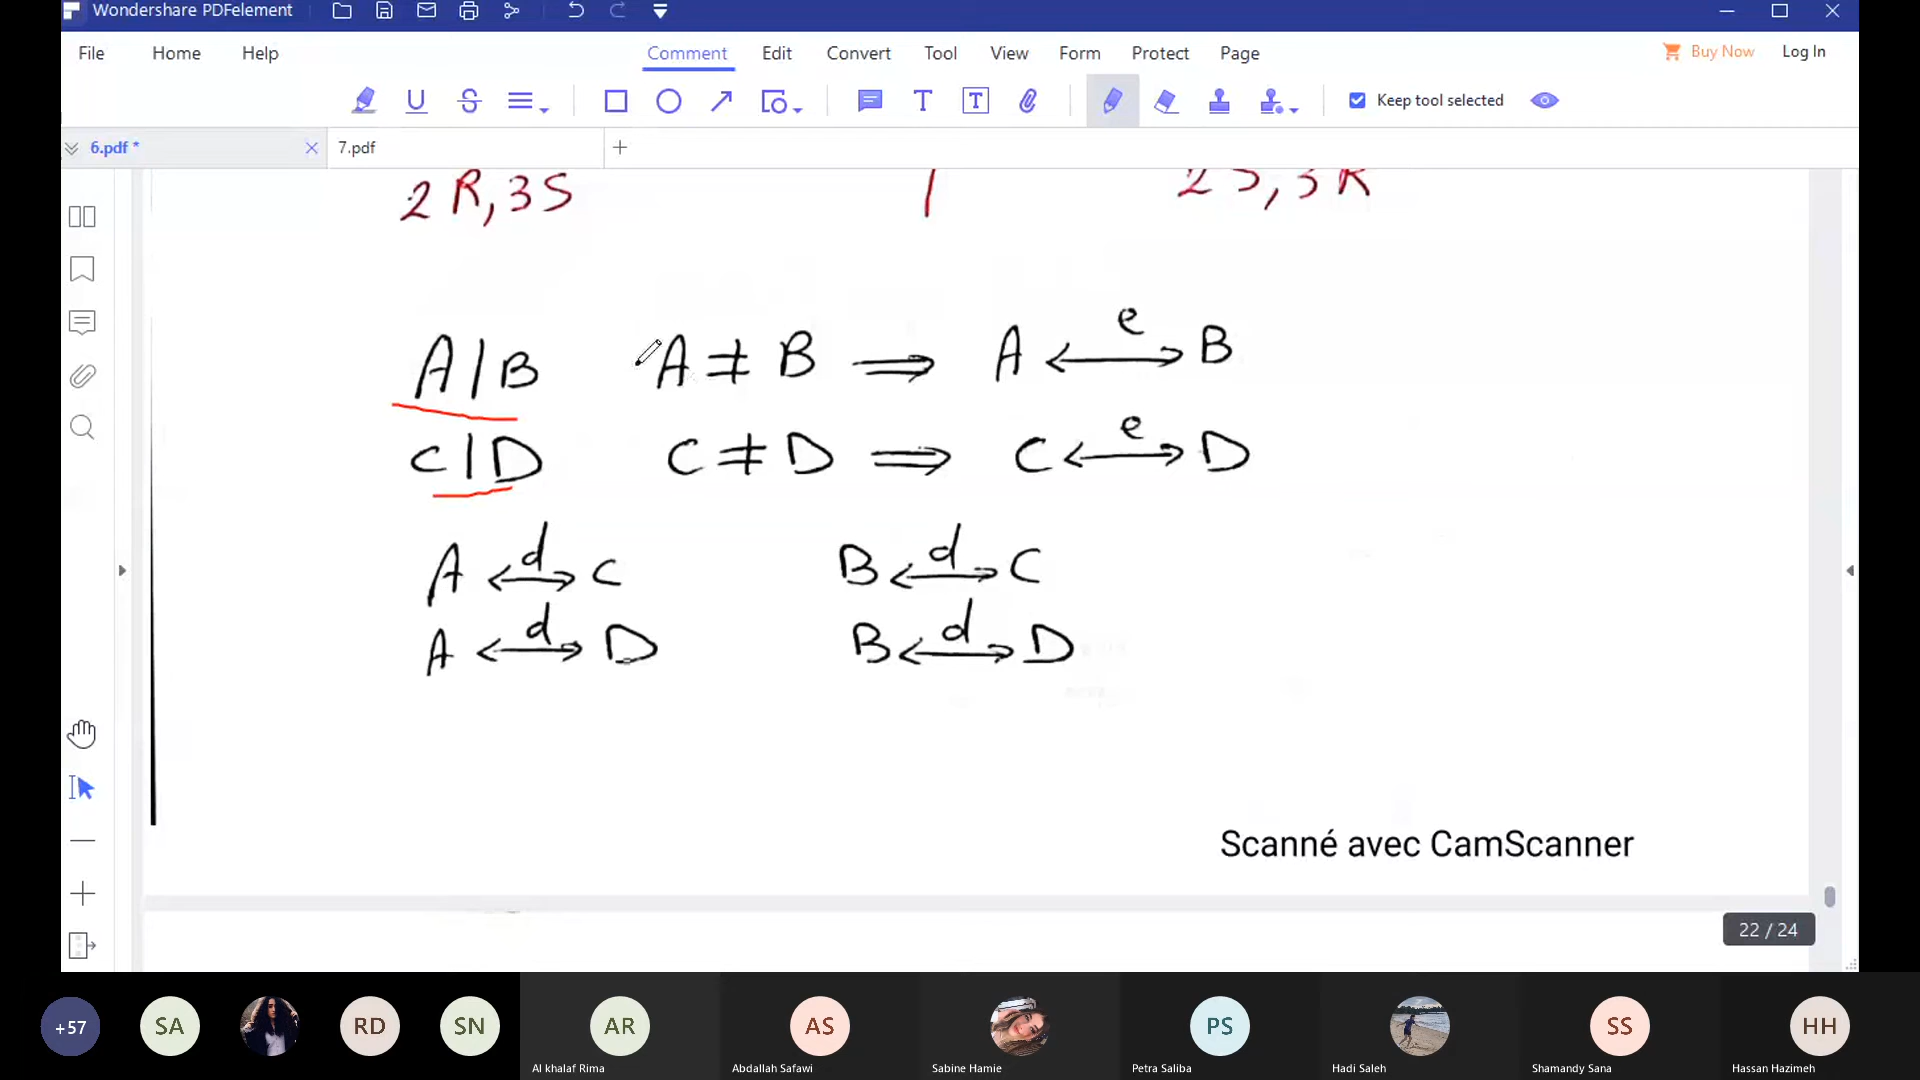 Wondershare PDFelement
File Home Help Comment Edit Convert Tool View Form Protect Page Buy Now Log In
Keep tool selected
6.pdf * 7.pdf
2R,3S 1 2S,3R
A|B A ≠ B ⟹ A ⟷ᵉ B
C|D C ≠ D ⟹ C ⟷ᵉ D
A ⟷ᵈ C B ⟷ᵈ C
A ⟷ᵈ D B ⟷ᵈ D
Scanné avec CamScanner
22 / 24
+57 SA RD SN AR AS PS SS HH
Al khalaf Rima Abdallah Safawi Sabine Hamie Petra Saliba Hadi Saleh Shamandy Sana Hassan Hazimeh